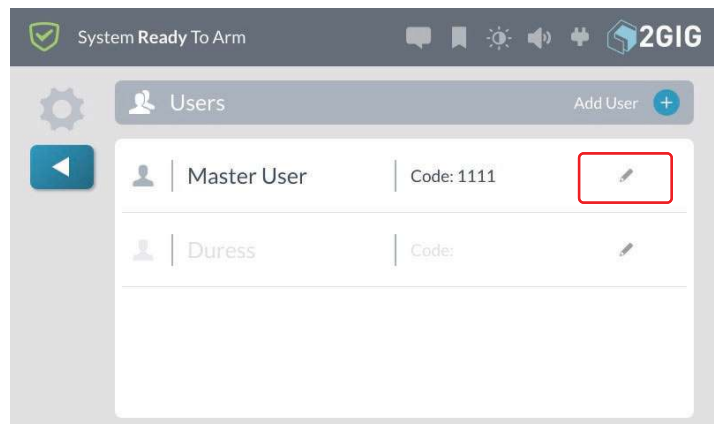 System Ready To Arm 2GIG
Users Add User
Master User Code: 1111
Duress Code: